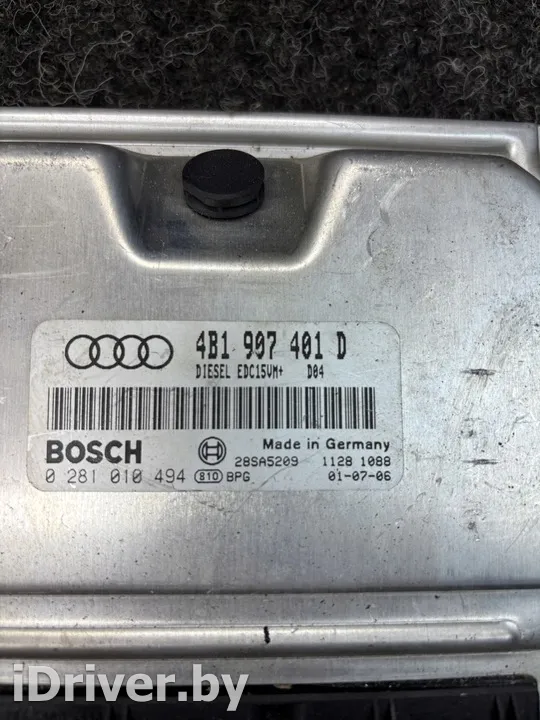 4B1 907 401 D
DIESEL EDC15VM+ D04
BOSCH
Made in Germany
28SA5209 1128 1088
0 281 010 494 810 BPG 01-07-06
iDriver.by